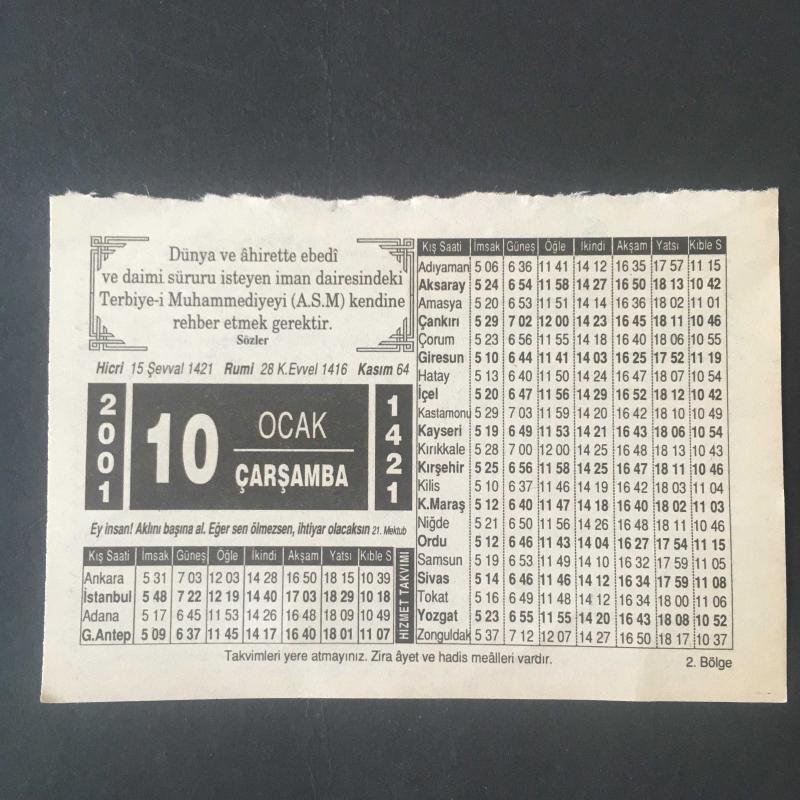 Dünya ve âhirette ebedî
ve daimi süruru isteyen iman dairesindeki
Terbiye-i Muhammediyeyi (A.S.M) kendine
rehber etmek gerektir.
Sözler
Hicri 15 Şevval 1421 Rumi 28 K.Evvel 1416 Kasım 64
2001
10
OCAK
ÇARŞAMBA
1421
Ey insan! Aklını başına al. Eğer sen ölmezsen, ihtiyar olacaksın 21. Mektub
Kış Saati İmsak Güneş Öğle İkindi Akşam Yatsı Kıble S
Ankara 5 31 7 03 12 03 14 28 16 50 18 15 10 39
İstanbul 5 48 7 22 12 19 14 40 17 03 18 29 10 18
Adana 5 17 6 45 11 53 14 26 16 48 18 09 10 49
G.Antep 5 09 6 37 11 45 14 17 16 40 18 01 11 07
HİZMET TAKVİMİ
Kış Saati İmsak Güneş Öğle İkindi Akşam Yatsı Kıble S
Adıyaman 5 06 6 36 11 41 14 12 16 35 17 57 11 15
Aksaray 5 24 6 54 11 58 14 27 16 50 18 13 10 42
Amasya 5 20 6 53 11 51 14 14 16 36 18 02 11 01
Çankırı 5 29 7 02 12 00 14 23 16 45 18 11 10 46
Çorum 5 23 6 56 11 55 14 18 16 40 18 06 10 55
Giresun 5 10 6 44 11 41 14 03 16 25 17 52 11 19
Hatay 5 13 6 40 11 50 14 24 16 47 18 07 10 54
İçel 5 20 6 47 11 56 14 29 16 52 18 12 10 42
Kastamonu 5 29 7 03 11 59 14 20 16 42 18 10 10 49
Kayseri 5 19 6 49 11 53 14 21 16 43 18 06 10 54
Kırıkkale 5 28 7 00 12 00 14 25 16 48 18 13 10 43
Kırşehir 5 25 6 56 11 58 14 25 16 47 18 11 10 46
Kilis 5 10 6 37 11 46 14 19 16 42 18 03 11 04
K.Maraş 5 12 6 40 11 47 14 18 16 40 18 02 11 03
Niğde 5 21 6 50 11 56 14 26 16 48 18 11 10 46
Ordu 5 12 6 46 11 43 14 04 16 27 17 54 11 15
Samsun 5 19 6 53 11 49 14 10 16 32 17 59 11 05
Sivas 5 14 6 46 11 46 14 12 16 34 17 59 11 08
Tokat 5 16 6 49 11 48 14 12 16 34 18 00 11 06
Yozgat 5 23 6 55 11 55 14 20 16 43 18 08 10 52
Zonguldak 5 37 7 12 12 07 14 27 16 50 18 17 10 37
Takvimleri yere atmayınız. Zira âyet ve hadis meâlleri vardır.
2. Bölge